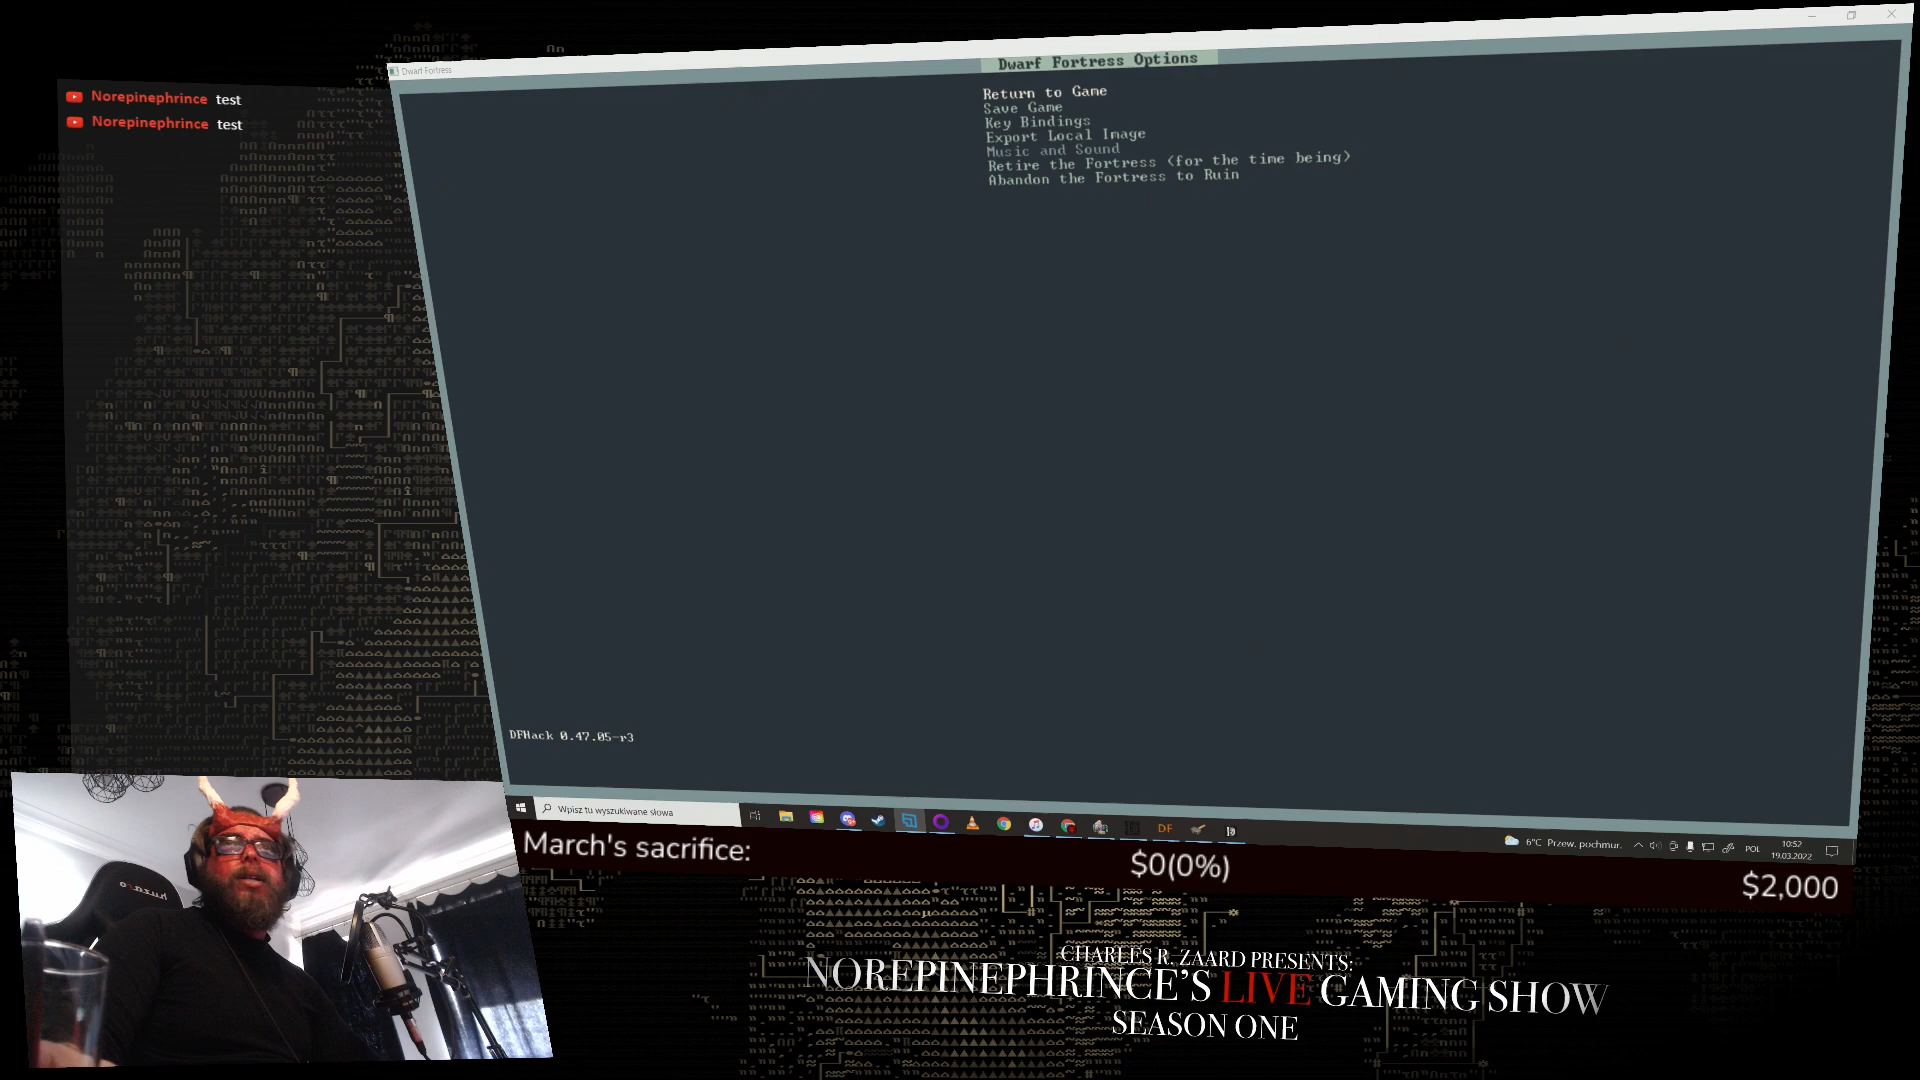 Norepinephrince test
Norepinephrince test
Dwarf Fortress
Dwarf Fortress Options
Return to Game
Save Game
Key Bindings
Export Local Image
Music and Sound
Retire the Fortress (for the time being)
Abandon the Fortress to Ruin
DFHack 0.47.05-r3
Wpisz tu wyszukiwane słowa
DF
6°C Przew. pochmur.
POL
10:52
19.03.2022
March's sacrifice:
$0(0%)
$2,000
CHARLES R. ZAARD PRESENTS:
NOREPINEPHRINCE'S LIVE GAMING SHOW
SEASON ONE